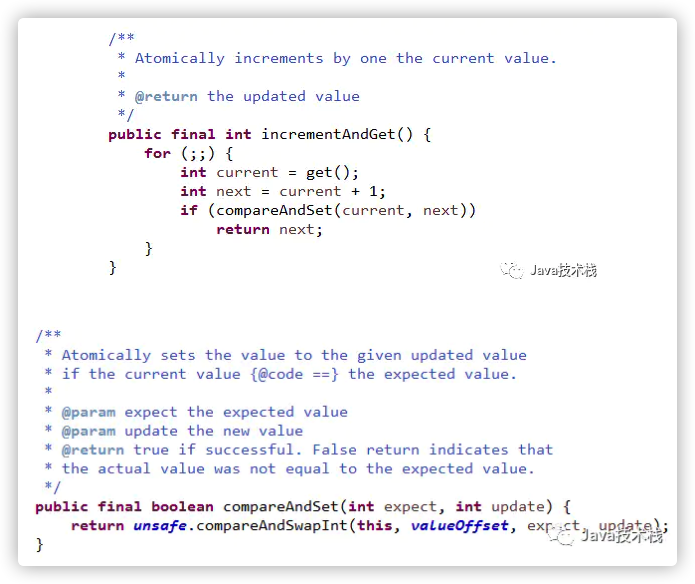 /**
 * Atomically increments by one the current value.
 *
 * @return the updated value
 */
public final int incrementAndGet() {
    for (;;) {
        int current = get();
        int next = current + 1;
        if (compareAndSet(current, next))
            return next;
    }
}
Java技术栈
/**
 * Atomically sets the value to the given updated value
 * if the current value {@code ==} the expected value.
 *
 * @param expect the expected value
 * @param update the new value
 * @return true if successful. False return indicates that
 * the actual value was not equal to the expected value.
 */
public final boolean compareAndSet(int expect, int update) {
    return unsafe.compareAndSwapInt(this, valueOffset, expect, update);
}
Java技术栈